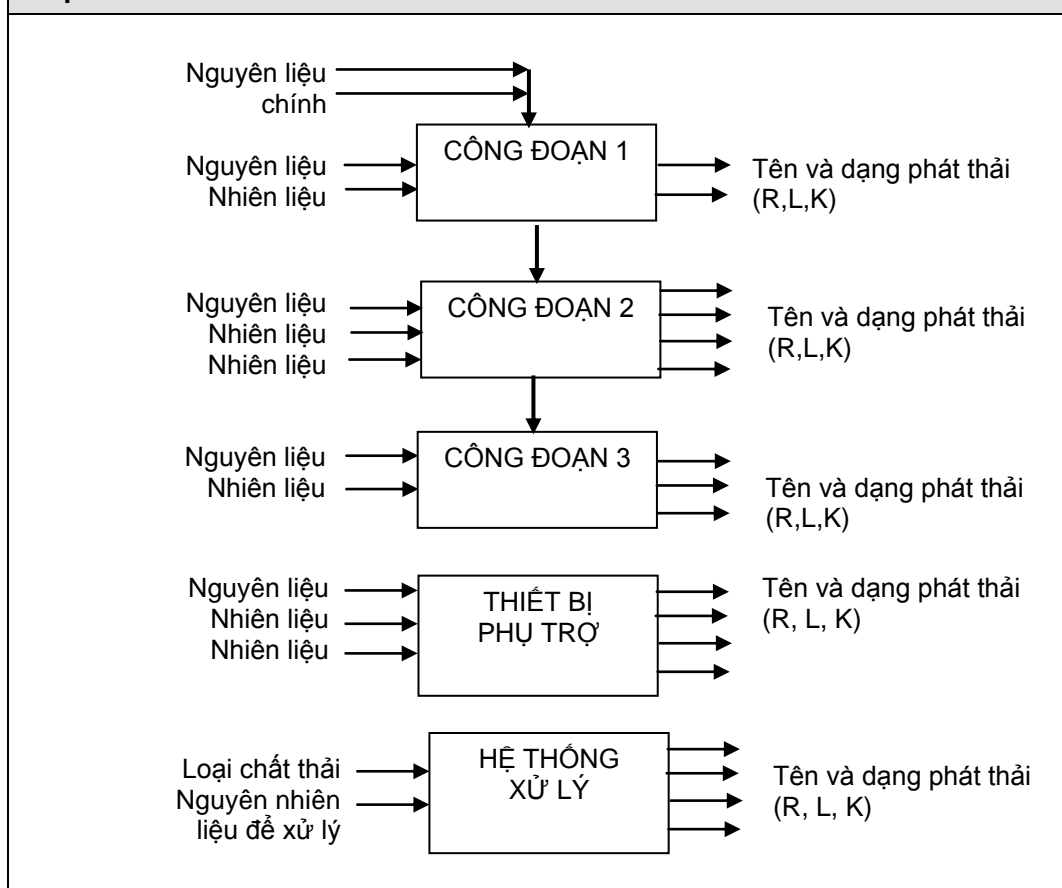 Nguyên liệu
chính
CÔNG ĐOẠN 1
Nguyên liệu
Nhiên liệu
Tên và dạng phát thải
(R,L,K)
CÔNG ĐOẠN 2
Nguyên liệu
Nhiên liệu
Nhiên liệu
Tên và dạng phát thải
(R,L,K)
CÔNG ĐOẠN 3
Nguyên liệu
Nhiên liệu
Tên và dạng phát thải
(R,L,K)
Nguyên liệu
Nhiên liệu
Nhiên liệu
THIẾT BỊ
PHỤ TRỢ
Tên và dạng phát thải
(R, L, K)
HỆ THỐNG
XỬ LÝ
Loại chất thải
Nguyên nhiên
liệu để xử lý
Tên và dạng phát thải
(R, L, K)